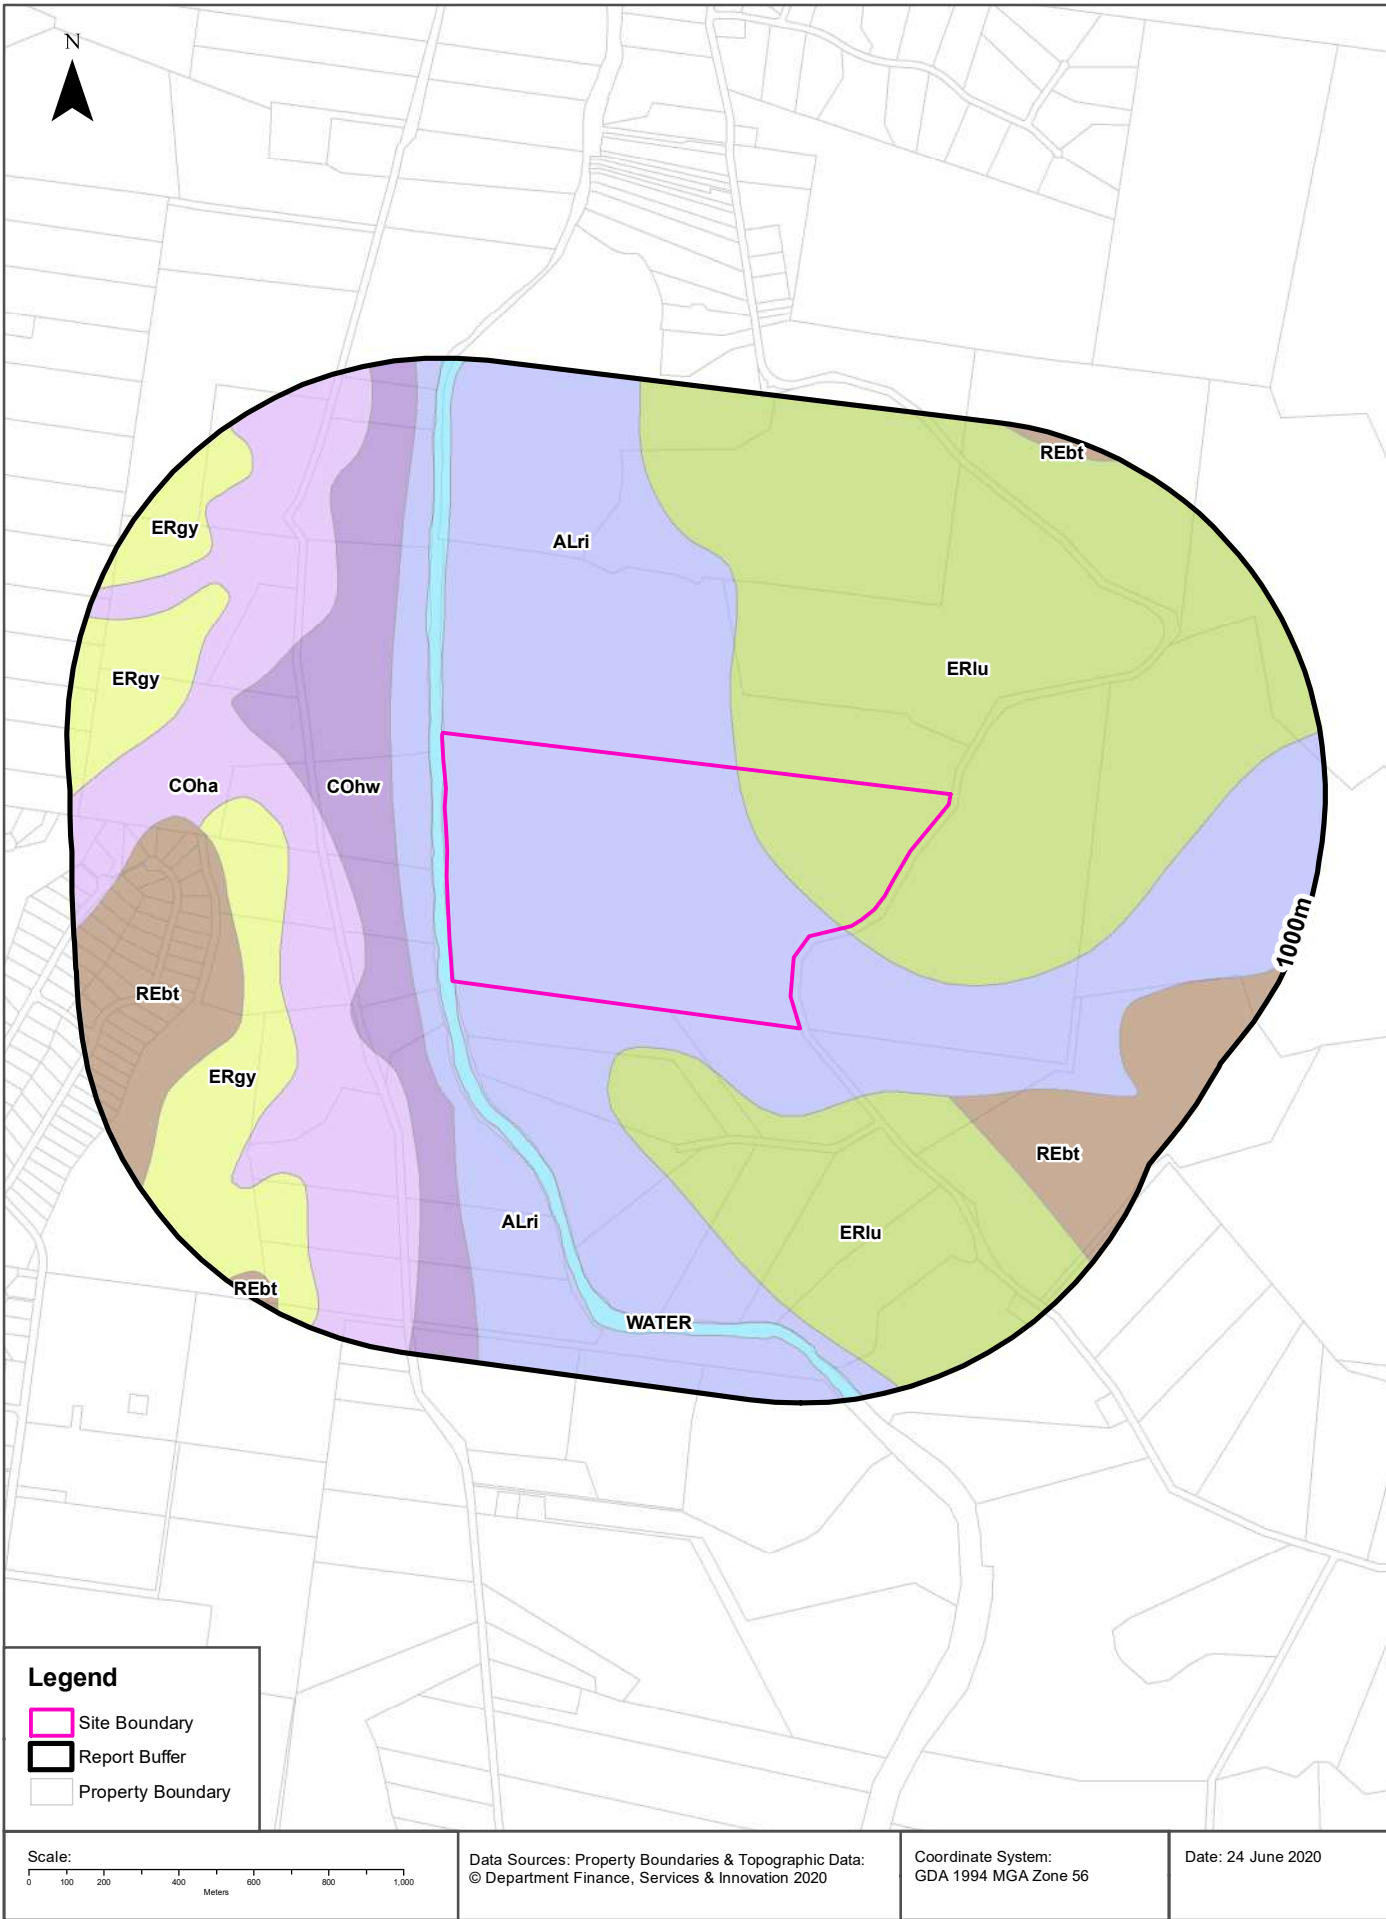 N
REbt
ERgy
ALri
ERlu
ERgy
COha
COhw
1000m
REbt
ERgy
REbt
ALri
ERlu
REbt
WATER
Legend
Site Boundary
Report Buffer
Property Boundary
Scale:
0 100 200 400 600 800 1,000
Meters
Data Sources: Property Boundaries & Topographic Data:
© Department Finance, Services & Innovation 2020
Coordinate System:
GDA 1994 MGA Zone 56
Date: 24 June 2020